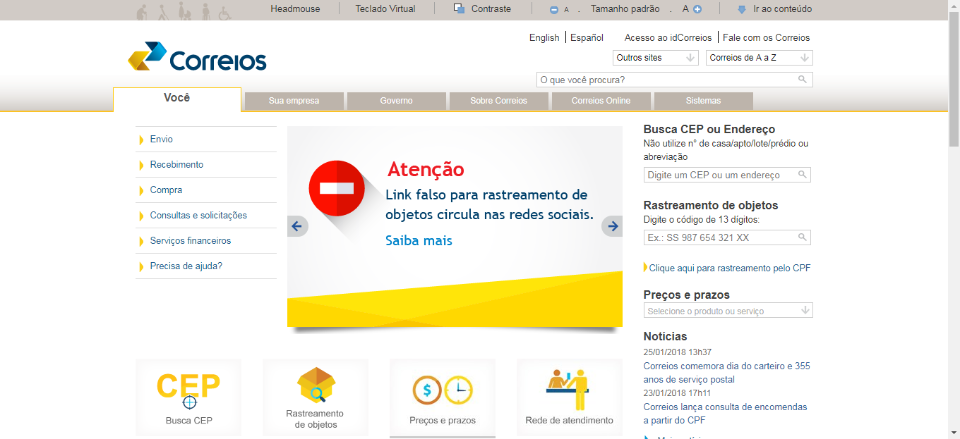 Headmouse
Teclado Virtual
Contraste
A . Tamanho padrão . A
Ir ao conteúdo
English
Español
Acesso ao idCorreios
Fale com os Correios
Correios
Outros sites
Correios de A a Z
O que você procura?
Você
Sua empresa
Governo
Sobre Correios
Correios Online
Sistemas
Envio
Recebimento
Compra
Consultas e solicitações
Serviços financeiros
Precisa de ajuda?
Atenção
Link falso para rastreamento de
objetos circula nas redes sociais.
Saiba mais
Busca CEP ou Endereço
Não utilize n° de casa/apto/lote/prédio ou
abreviação
Digite um CEP ou um endereço
Rastreamento de objetos
Digite o código de 13 dígitos:
Ex.: SS 987 654 321 XX
Clique aqui para rastreamento pelo CPF
Preços e prazos
Selecione o produto ou serviço
Notícias
25/01/2018 13h37
Correios comemora dia do carteiro e 355
anos de serviço postal
23/01/2018 17h11
Correios lança consulta de encomendas
a partir do CPF
CEP
Busca CEP
Rastreamento
de objetos
$
Preços e prazos
Rede de atendimento